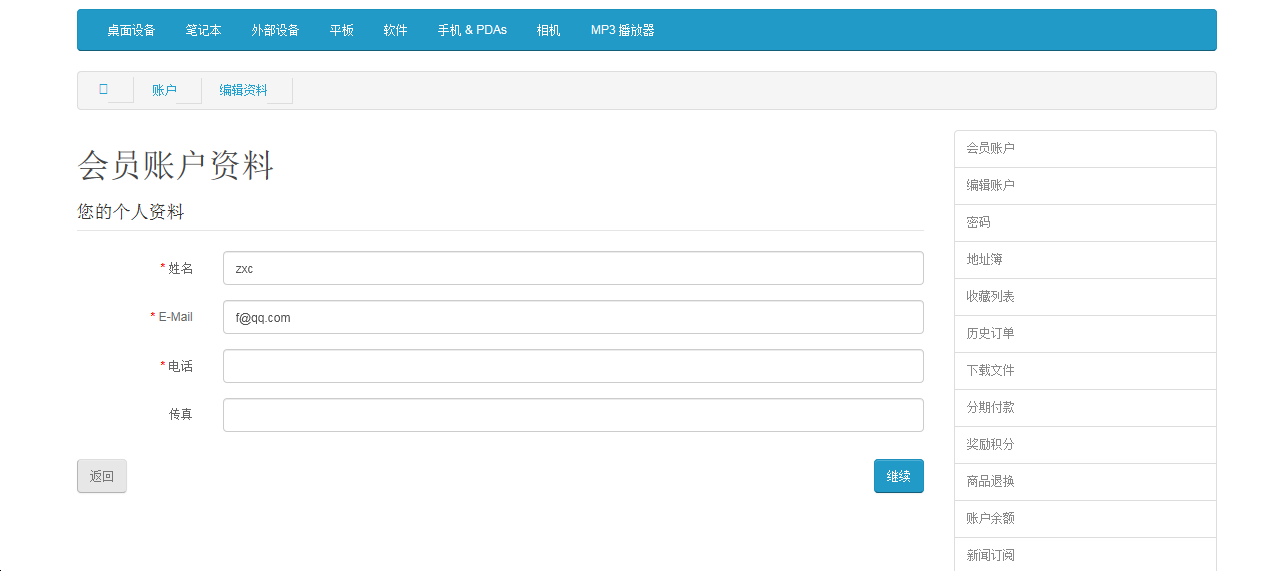 桌面设备 笔记本 外部设备 平板 软件 手机 & PDAs 相机 MP3 播放器
账户 编辑资料
会员账户资料
您的个人资料
* 姓名 zxc
* E-Mail f@qq.com
* 电话
传真
返回 继续
会员账户
编辑账户
密码
地址簿
收藏列表
历史订单
下载文件
分期付款
奖励积分
商品退换
账户余额
新闻订阅